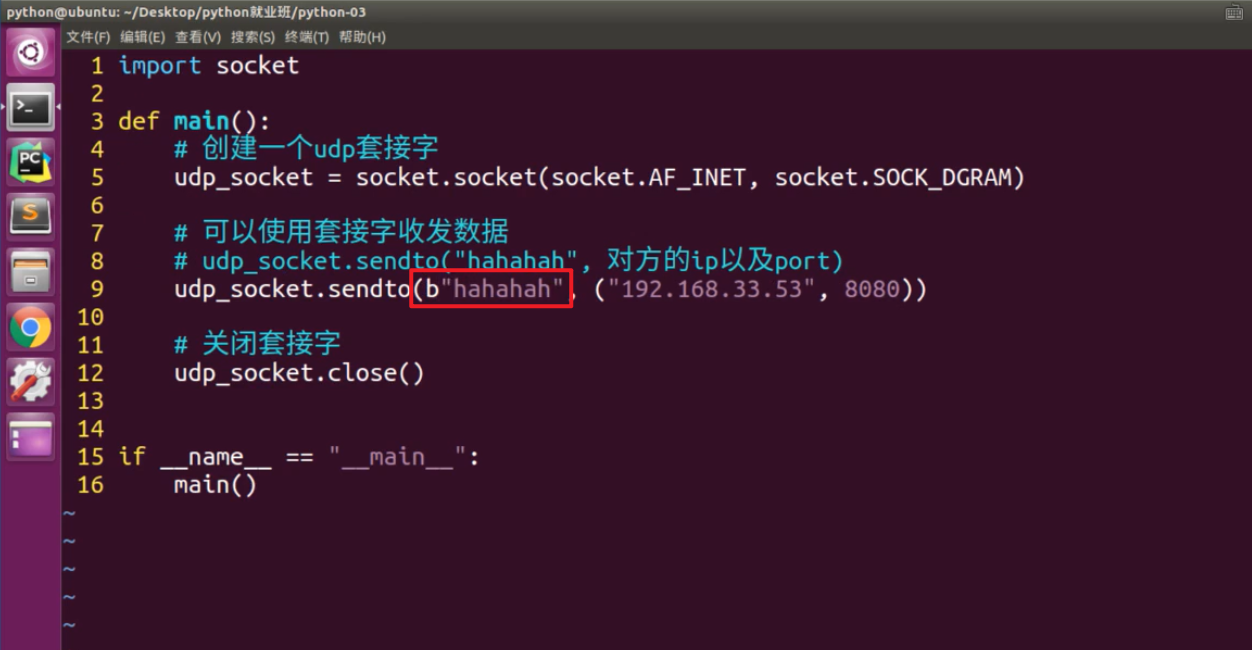 python@ubuntu: ~/Desktop/python就业班/python-03
文件(F) 编辑(E) 查看(V) 搜索(S) 终端(T) 帮助(H)
1 import socket
2
3 def main():
4     # 创建一个udp套接字
5     udp_socket = socket.socket(socket.AF_INET, socket.SOCK_DGRAM)
6
7     # 可以使用套接字收发数据
8     # udp_socket.sendto("hahahah", 对方的ip以及port)
9     udp_socket.sendto(b"hahahah", ("192.168.33.53", 8080))
10
11     # 关闭套接字
12     udp_socket.close()
13
14
15 if __name__ == "__main__":
16     main()
~
~
~
~
~